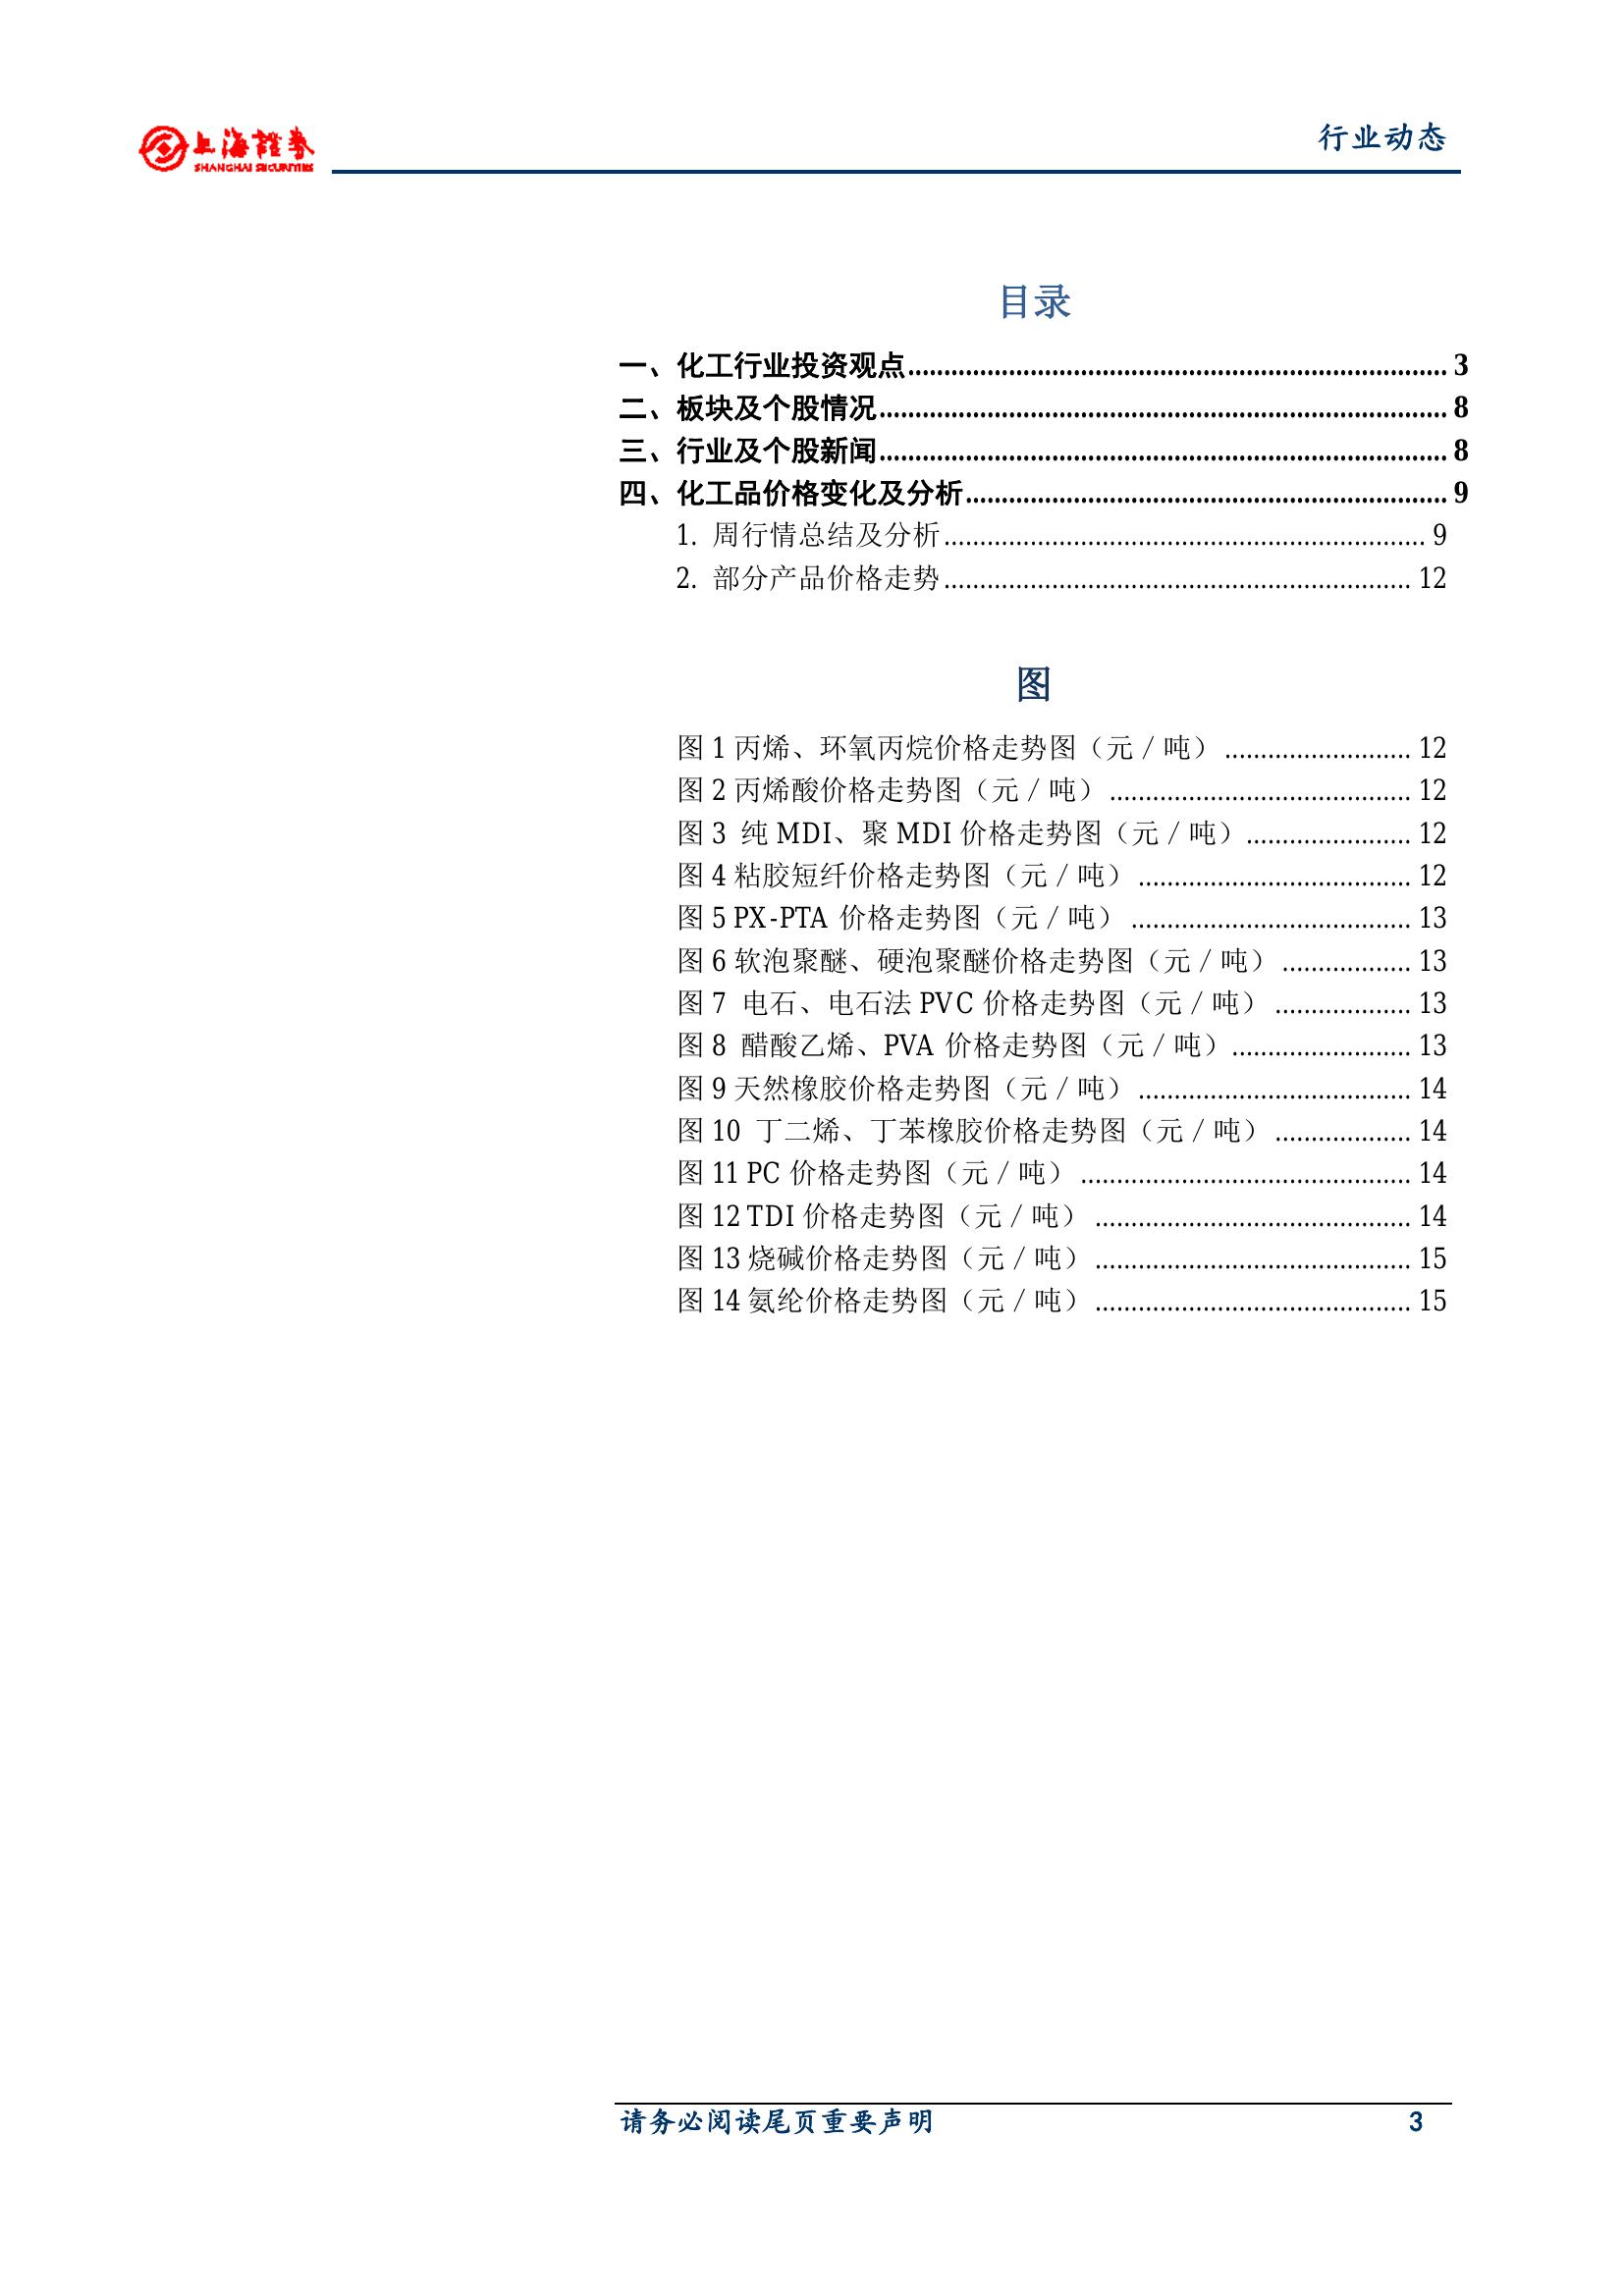 上海證券
SHANGHAI SECURITIES
行业动态
目录
一、化工行业投资观点........................................................................... 3
二、板块及个股情况............................................................................... 8
三、行业及个股新闻............................................................................... 8
四、化工品价格变化及分析................................................................... 9
1. 周行情总结及分析................................................................... 9
2. 部分产品价格走势................................................................. 12
图
图 1 丙烯、环氧丙烷价格走势图（元／吨） .......................... 12
图 2 丙烯酸价格走势图（元／吨） .......................................... 12
图 3 纯 MDI、聚 MDI 价格走势图（元／吨）....................... 12
图 4 粘胶短纤价格走势图（元／吨） ...................................... 12
图 5 PX-PTA 价格走势图（元／吨） ....................................... 13
图 6 软泡聚醚、硬泡聚醚价格走势图（元／吨） .................. 13
图 7 电石、电石法 PVC 价格走势图（元／吨） ................... 13
图 8 醋酸乙烯、PVA 价格走势图（元／吨）......................... 13
图 9 天然橡胶价格走势图（元／吨） ...................................... 14
图 10 丁二烯、丁苯橡胶价格走势图（元／吨） ................... 14
图 11 PC 价格走势图（元／吨） .............................................. 14
图 12 TDI 价格走势图（元／吨） ............................................ 14
图 13 烧碱价格走势图（元／吨） ............................................ 15
图 14 氨纶价格走势图（元／吨） ............................................ 15
请务必阅读尾页重要声明 3